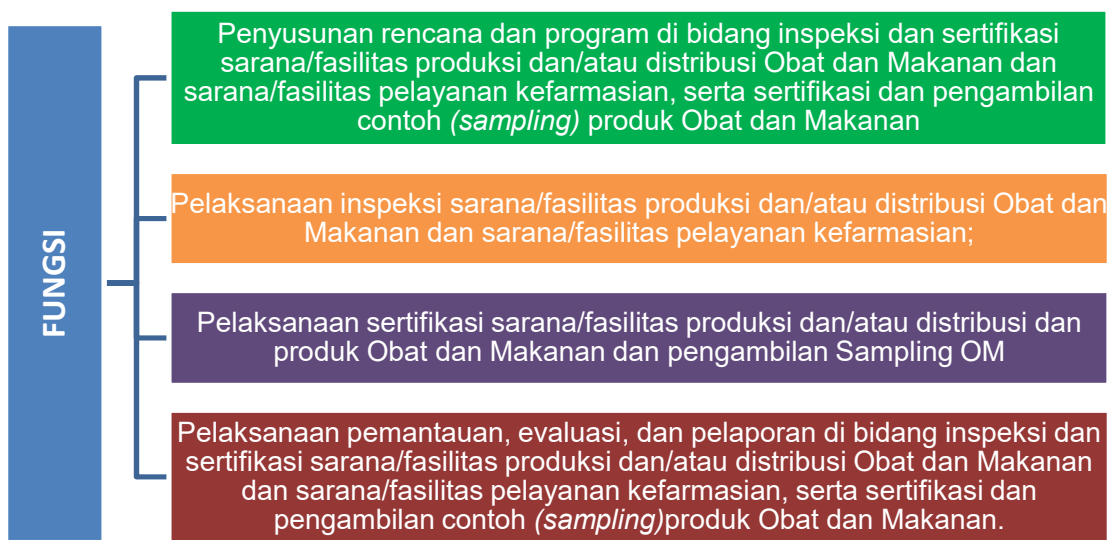 FUNGSI
Penyusunan rencana dan program di bidang inspeksi dan sertifikasi
sarana/fasilitas produksi dan/atau distribusi Obat dan Makanan dan
sarana/fasilitas pelayanan kefarmasian, serta sertifikasi dan pengambilan
contoh (sampling) produk Obat dan Makanan
Pelaksanaan inspeksi sarana/fasilitas produksi dan/atau distribusi Obat dan
Makanan dan sarana/fasilitas pelayanan kefarmasian;
Pelaksanaan sertifikasi sarana/fasilitas produksi dan/atau distribusi dan
produk Obat dan Makanan dan pengambilan Sampling OM
Pelaksanaan pemantauan, evaluasi, dan pelaporan di bidang inspeksi dan
sertifikasi sarana/fasilitas produksi dan/atau distribusi Obat dan Makanan
dan sarana/fasilitas pelayanan kefarmasian, serta sertifikasi dan
pengambilan contoh (sampling)produk Obat dan Makanan.